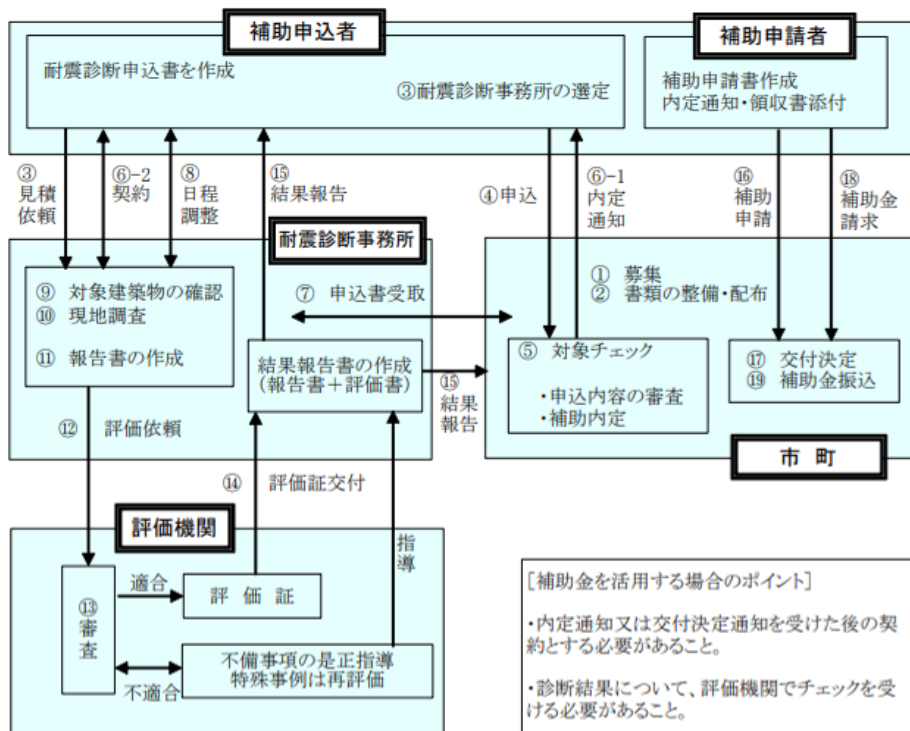 補助申込者
補助申請者
耐震診断申込書を作成
③耐震診断事務所の選定
補助申請書作成
内定通知・領収書添付
③
見積
依頼
⑥-2
契約
⑧
日程
調整
⑮
結果報告
④申込
⑥-1
内定
通知
⑯
補助
申請
⑱
補助金
請求
耐震診断事務所
⑨ 対象建築物の確認
⑩ 現地調査
⑪ 報告書の作成
⑦ 申込書受取
① 募集
② 書類の整備・配布
結果報告書の作成
(報告書+評価書)
⑮
結果
報告
⑤ 対象チェック
・申込内容の審査
・補助内定
⑰ 交付決定
⑲ 補助金振込
市 町
⑫ 評価依頼
⑭ 評価証交付
指導
評価機関
⑬
審査
適合
評 価 証
不適合
不備事項の是正指導
特殊事例は再評価
[補助金を活用する場合のポイント]
・内定通知又は交付決定通知を受けた後の契
約とする必要があること。
・診断結果について、評価機関でチェックを受
ける必要があること。